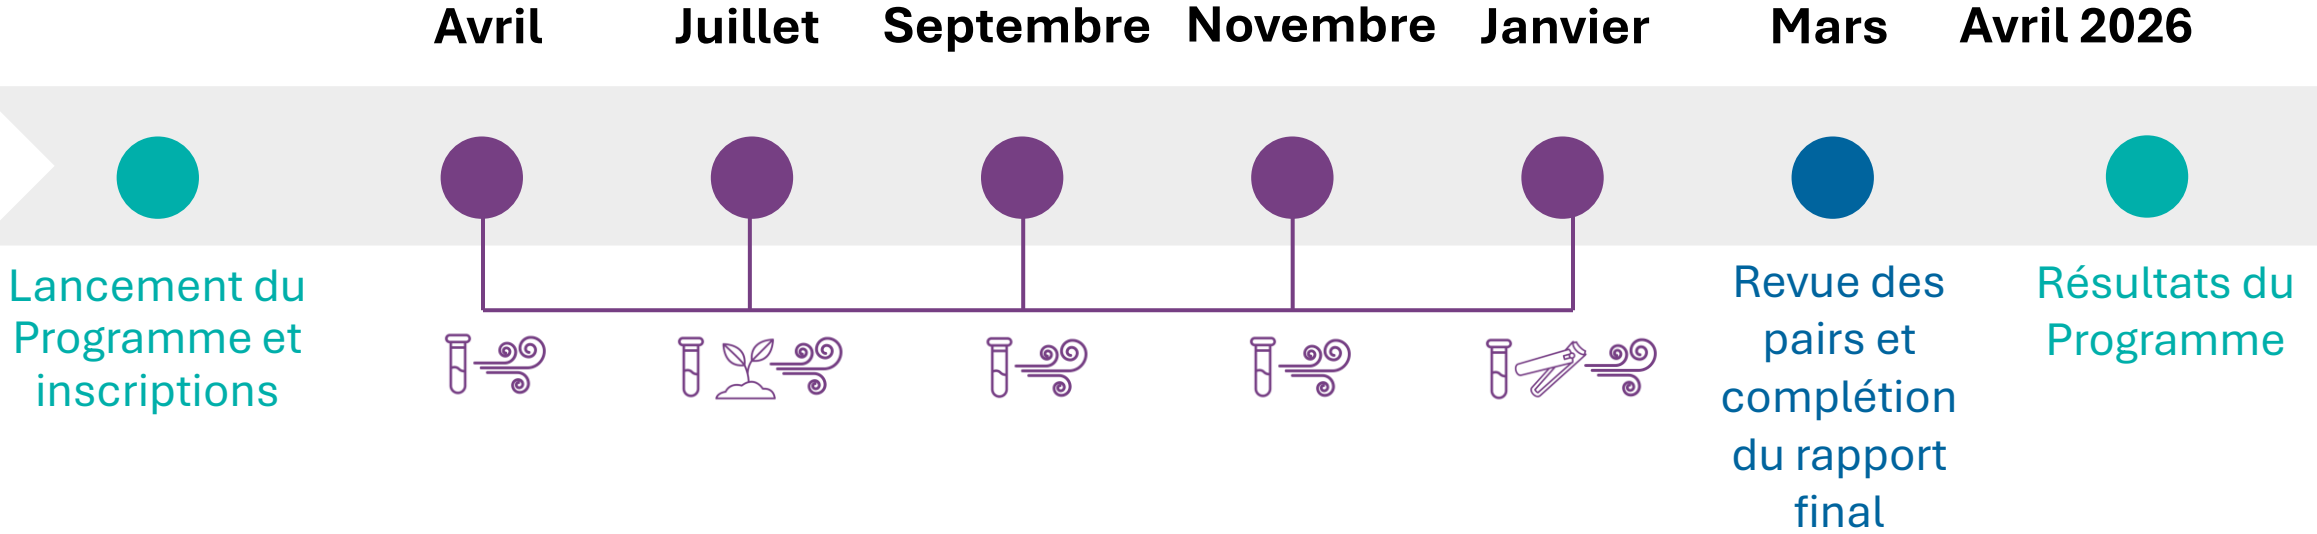 Avril
Juillet
Septembre
Novembre
Janvier
Mars
Avril 2026
Lancement du
Programme et
inscriptions
Revue des
pairs et
complétion
du rapport
final
Résultats du
Programme